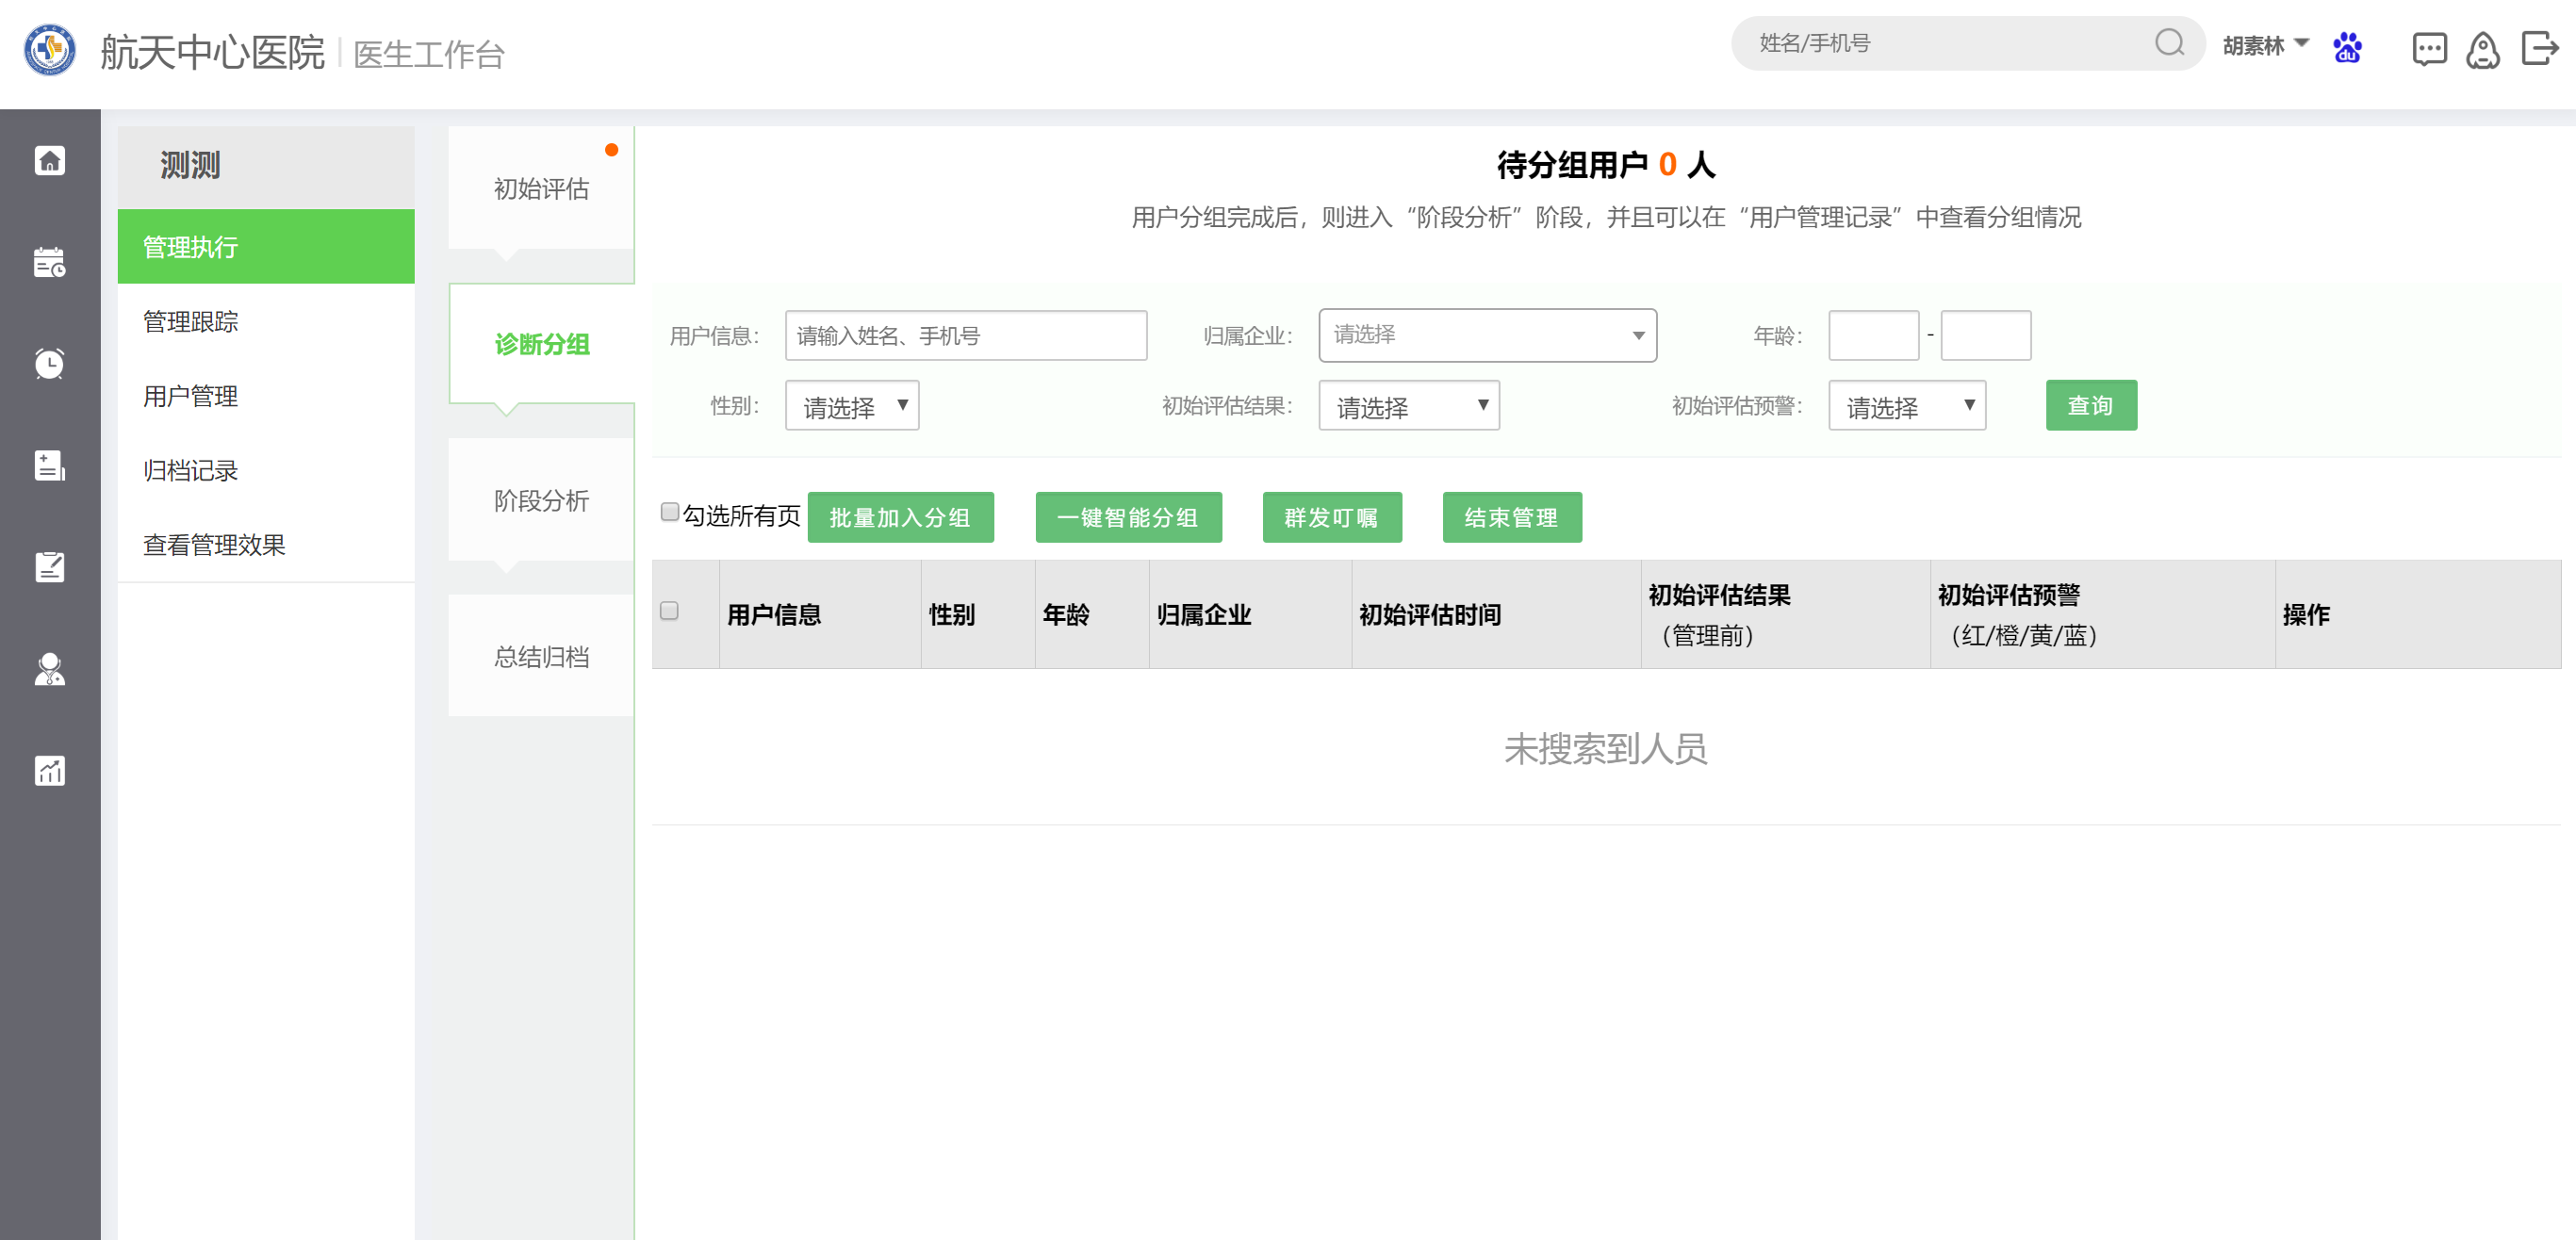 航天中心医院 医生工作台
姓名/手机号
胡素林
du
测测
管理执行
管理跟踪
用户管理
归档记录
查看管理效果
初始评估
诊断分组
阶段分析
总结归档
待分组用户 0 人
用户分组完成后，则进入“阶段分析”阶段，并且可以在“用户管理记录”中查看分组情况
用户信息： 请输入姓名、手机号 归属企业： 请选择 年龄： -
性别： 请选择 初始评估结果： 请选择 初始评估预警： 请选择 查询
勾选所有页 批量加入分组 一键智能分组 群发叮嘱 结束管理
用户信息 性别 年龄 归属企业 初始评估时间 初始评估结果 初始评估预警 操作
（管理前） （红/橙/黄/蓝）
未搜索到人员